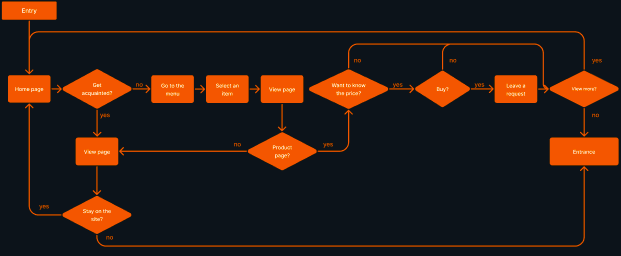 Entry
Home page
Get
acquainted?
no
Go to the
menu
Select an
item
View page
Want to know
the price?
no
yes
Buy?
no
yes
Leave a
request
View more?
yes
no
yes
View page
no
Product
page?
yes
Entrance
yes
Stay on the
site?
no